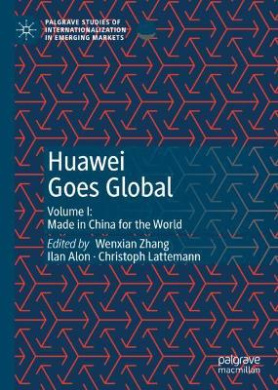 PALGRAVE STUDIES OF
INTERNATIONALIZATION
IN EMERGING MARKETS
Huawei
Goes Global
Volume I:
Made in China for the World
Edited by Wenxian Zhang
Ilan Alon · Christoph Lattemann
palgrave
macmillan